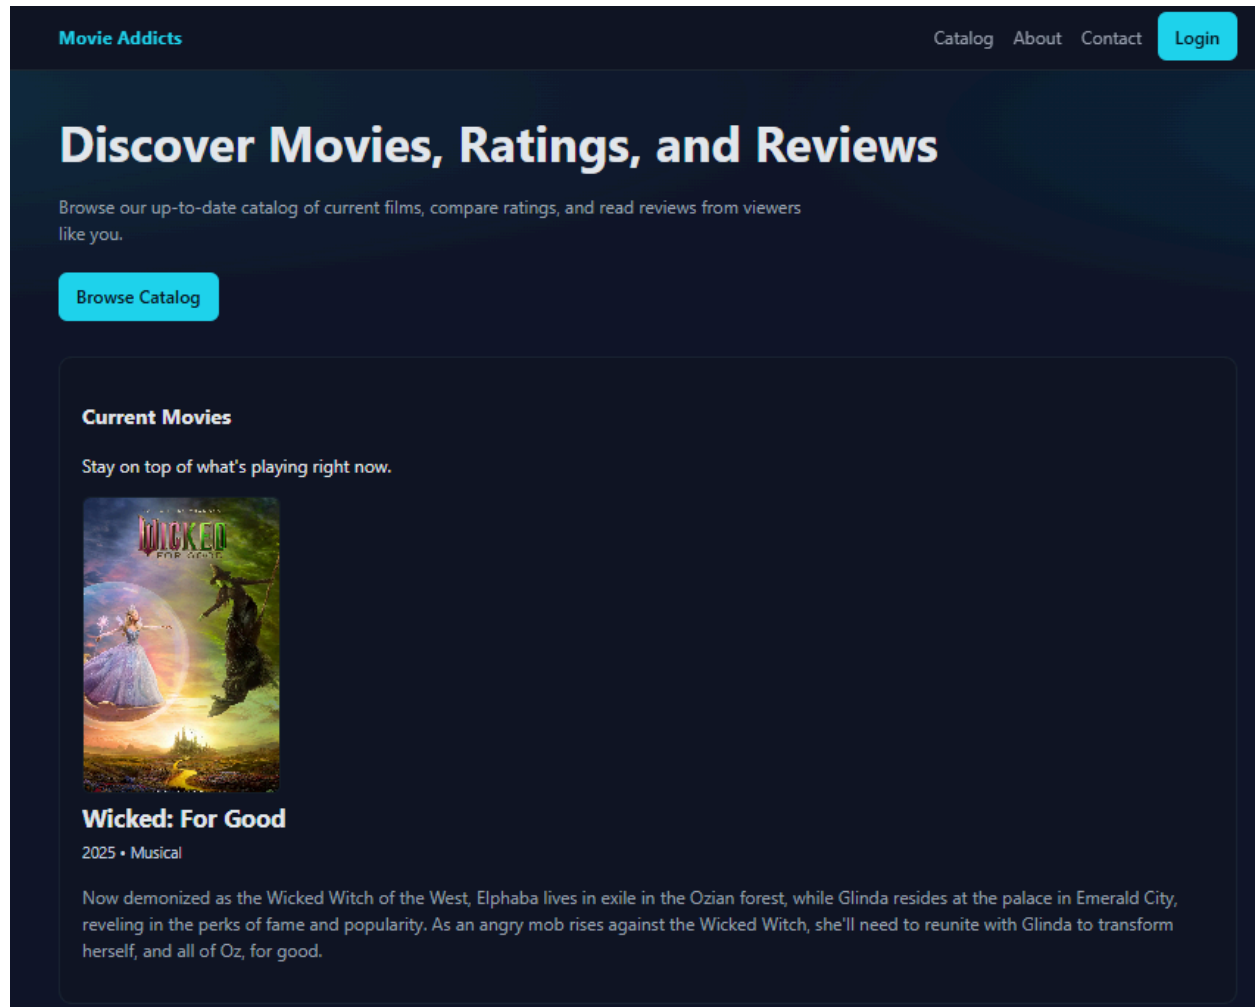 Movie Addicts
Catalog
About
Contact
Login
Discover Movies, Ratings, and Reviews
Browse our up-to-date catalog of current films, compare ratings, and read reviews from viewers
like you.
Browse Catalog
Current Movies
Stay on top of what's playing right now.
WICKED
FOR GOOD
Wicked: For Good
2025 • Musical
Now demonized as the Wicked Witch of the West, Elphaba lives in exile in the Ozian forest, while Glinda resides at the palace in Emerald City,
reveling in the perks of fame and popularity. As an angry mob rises against the Wicked Witch, she'll need to reunite with Glinda to transform
herself, and all of Oz, for good.